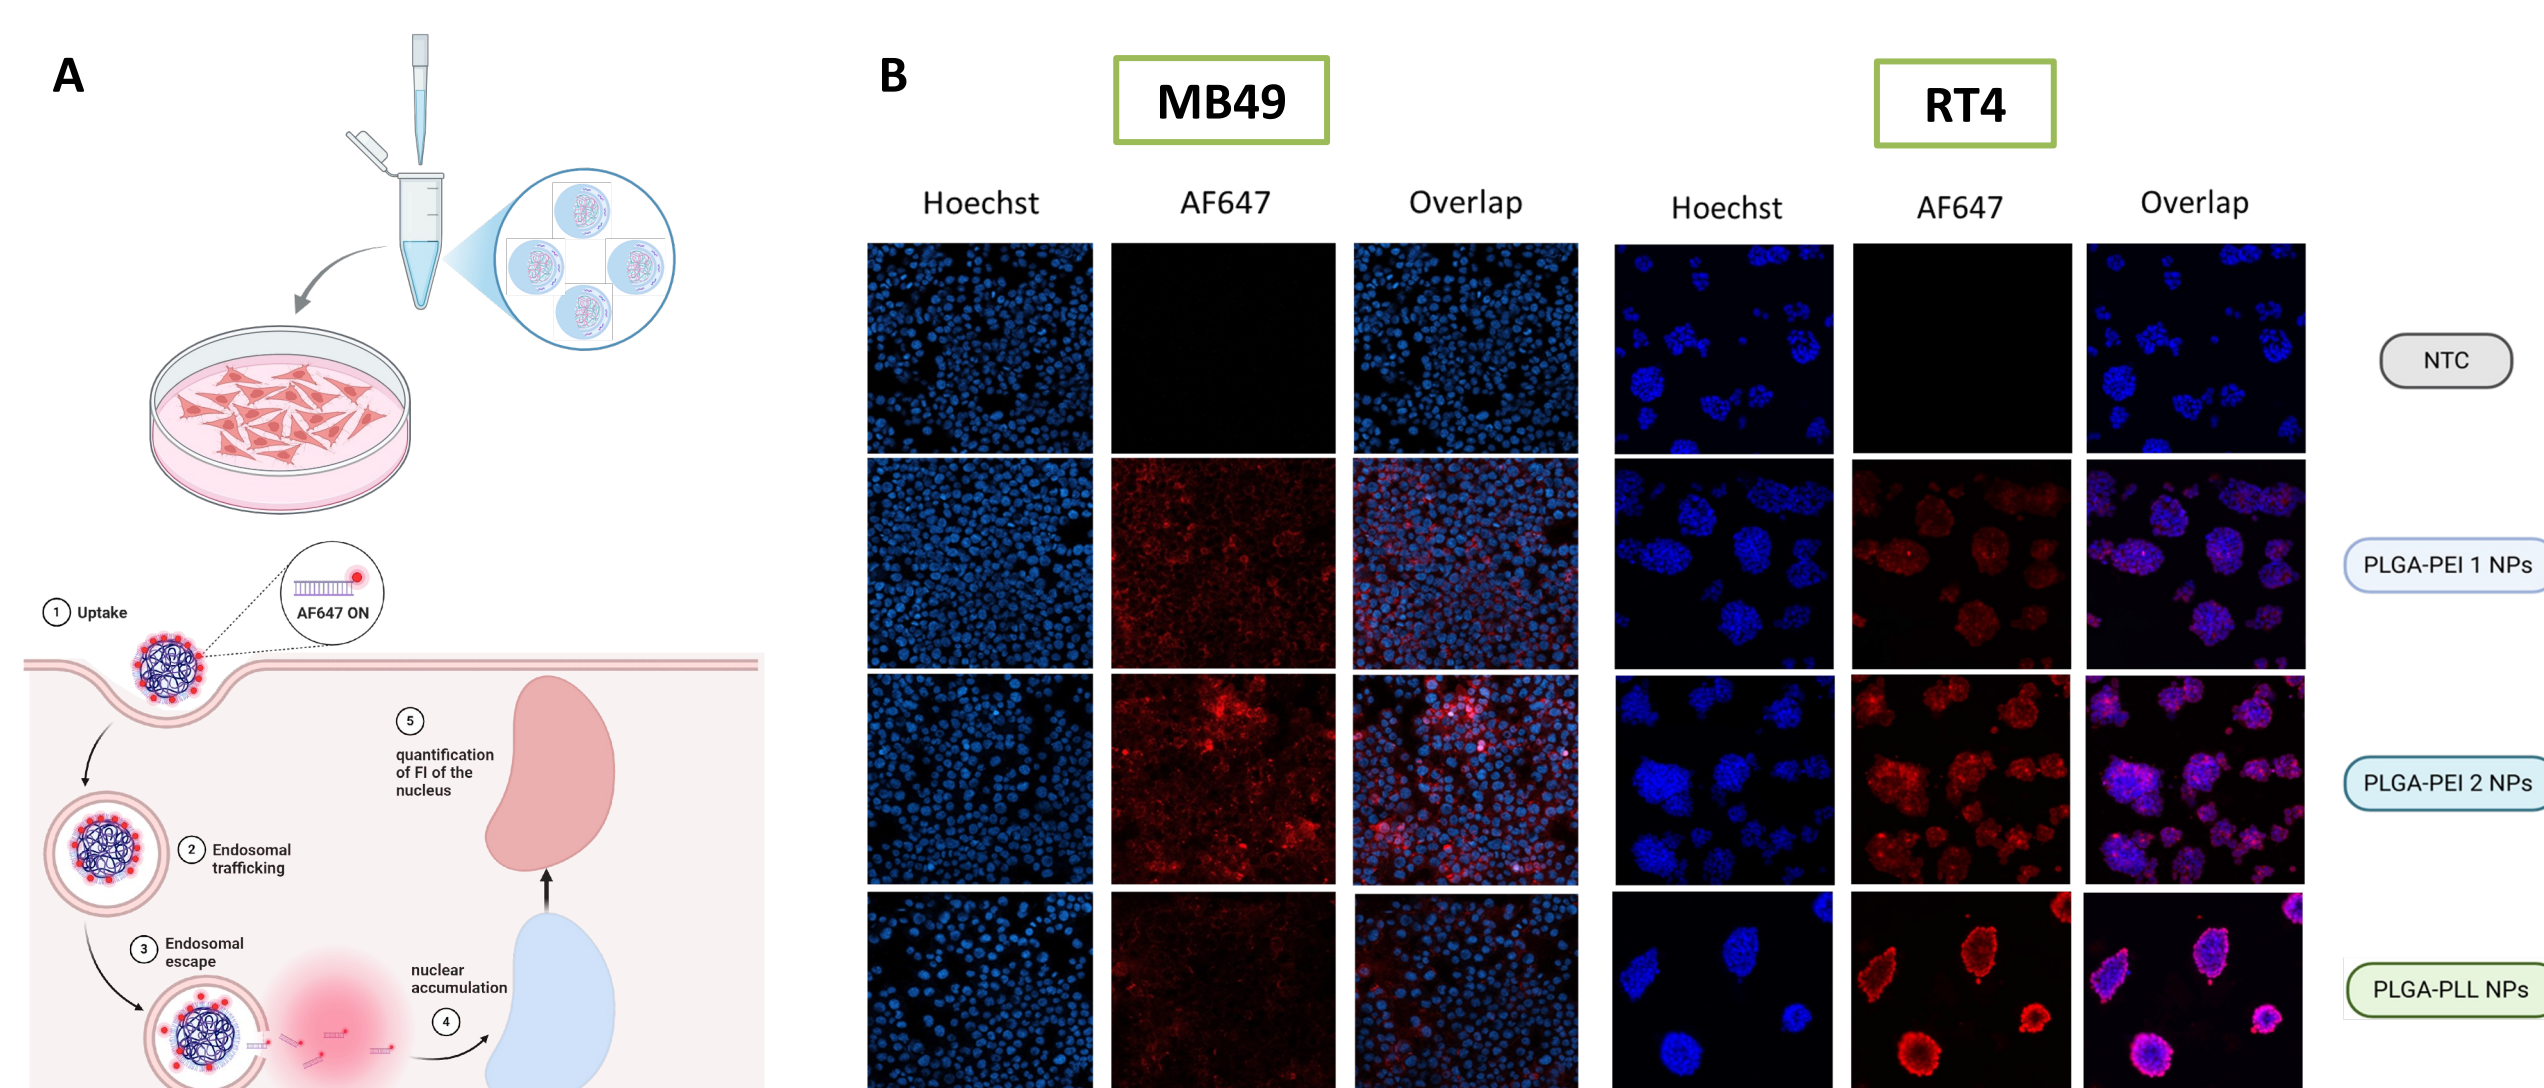 A
AF647 ON
1 Uptake
2 Endosomal
trafficking
3 Endosomal
escape
nuclear
accumulation
4
5
quantification
of FI of the
nucleus
B
MB49
RT4
Hoechst AF647 Overlap
Hoechst AF647 Overlap
NTC
PLGA-PEI 1 NPs
PLGA-PEI 2 NPs
PLGA-PLL NPs